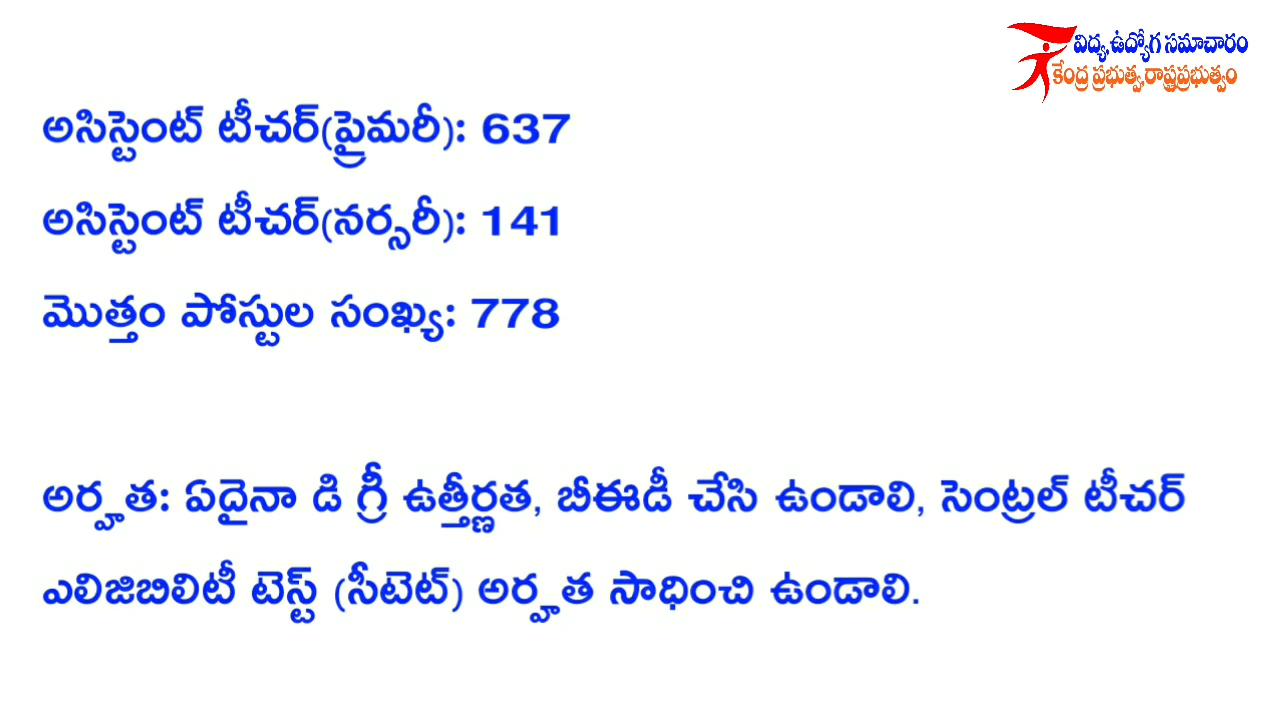 విద్య,ఉద్యోగ సమాచారం
కేంద్ర ప్రభుత్వ,రాష్ట్రప్రభుత్వం
అసిస్టెంట్ టీచర్(ప్రైమరీ): 637
అసిస్టెంట్ టీచర్(నర్సరీ): 141
మొత్తం పోస్టుల సంఖ్య: 778
అర్హత: ఏదైనా డి గ్రీ ఉత్తీర్ణత, బీఈడీ చేసి ఉండాలి, సెంట్రల్ టీచర్
ఎలిజిబిలిటీ టెస్ట్ (సీటెట్) అర్హత సాధించి ఉండాలి.